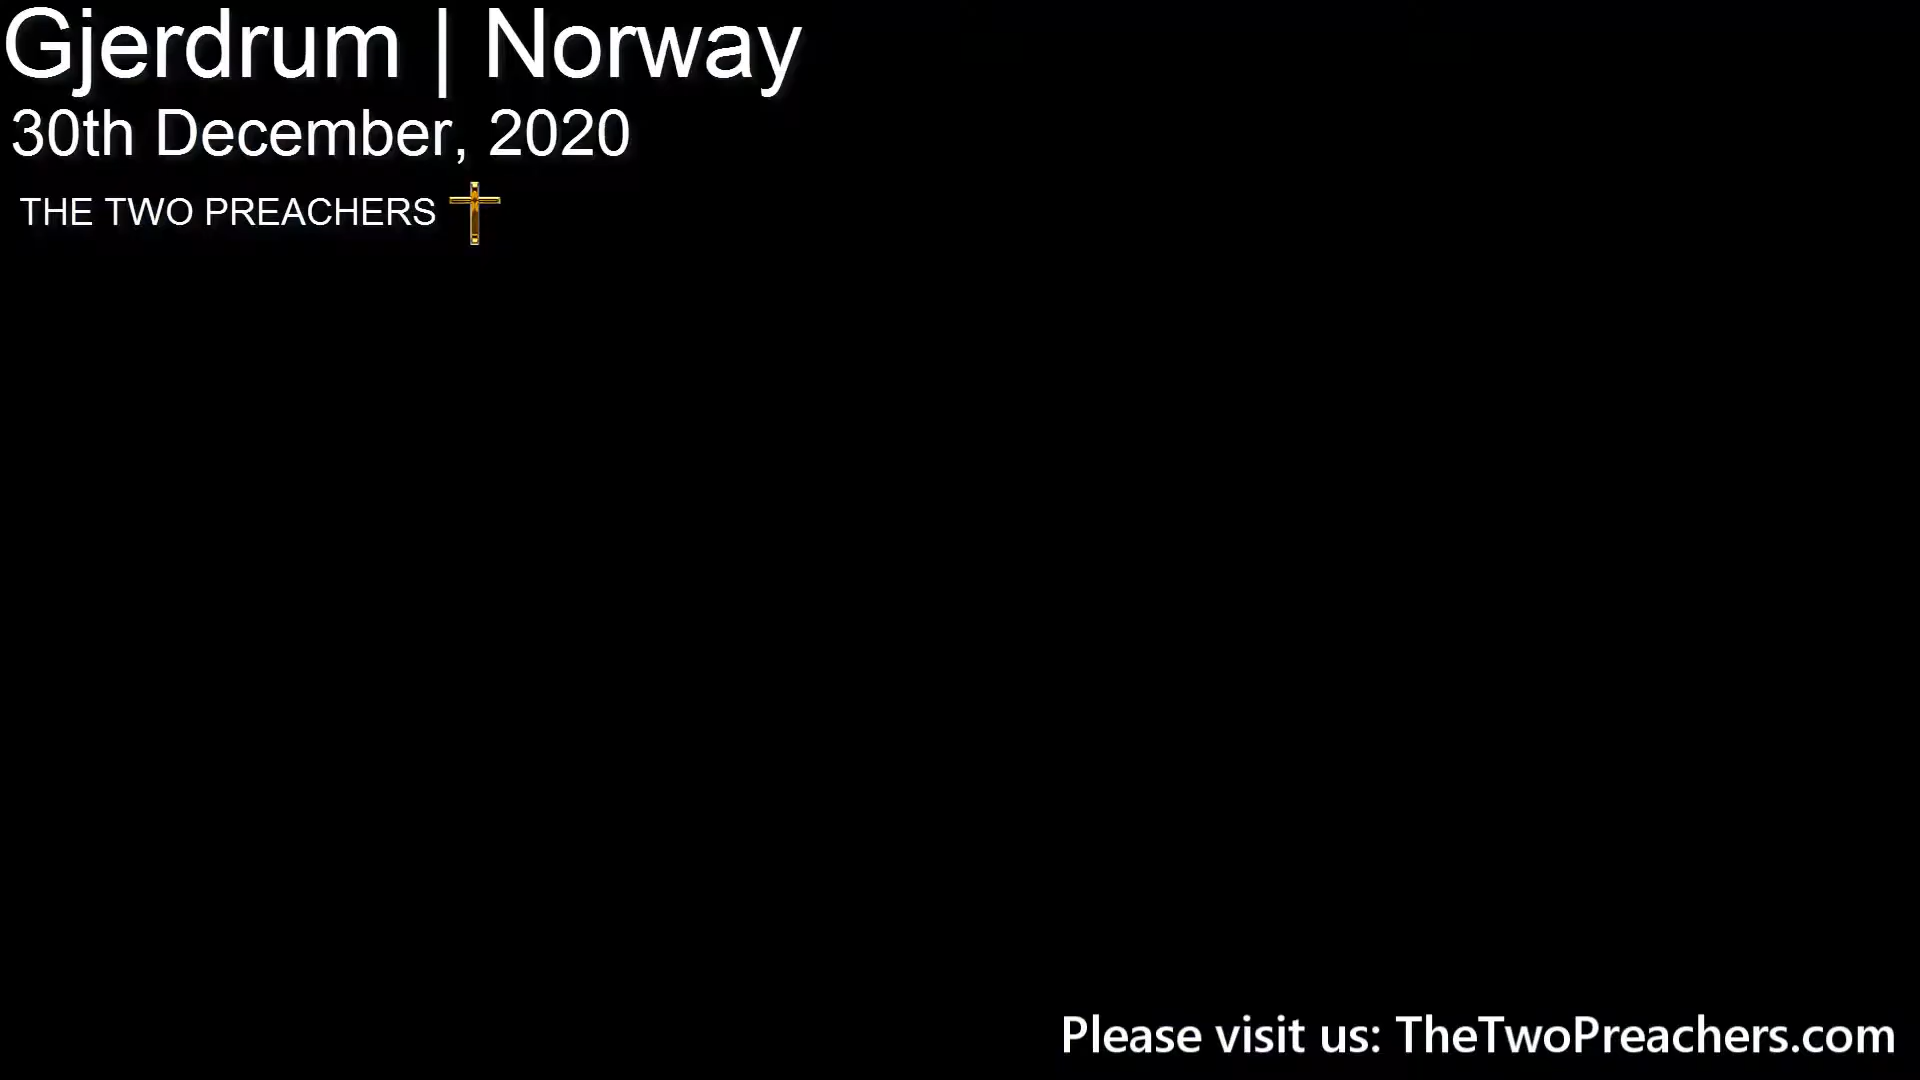 Gjerdrum | Norway
30th December, 2020
THE TWO PREACHERS
Please visit us: TheTwoPreachers.com